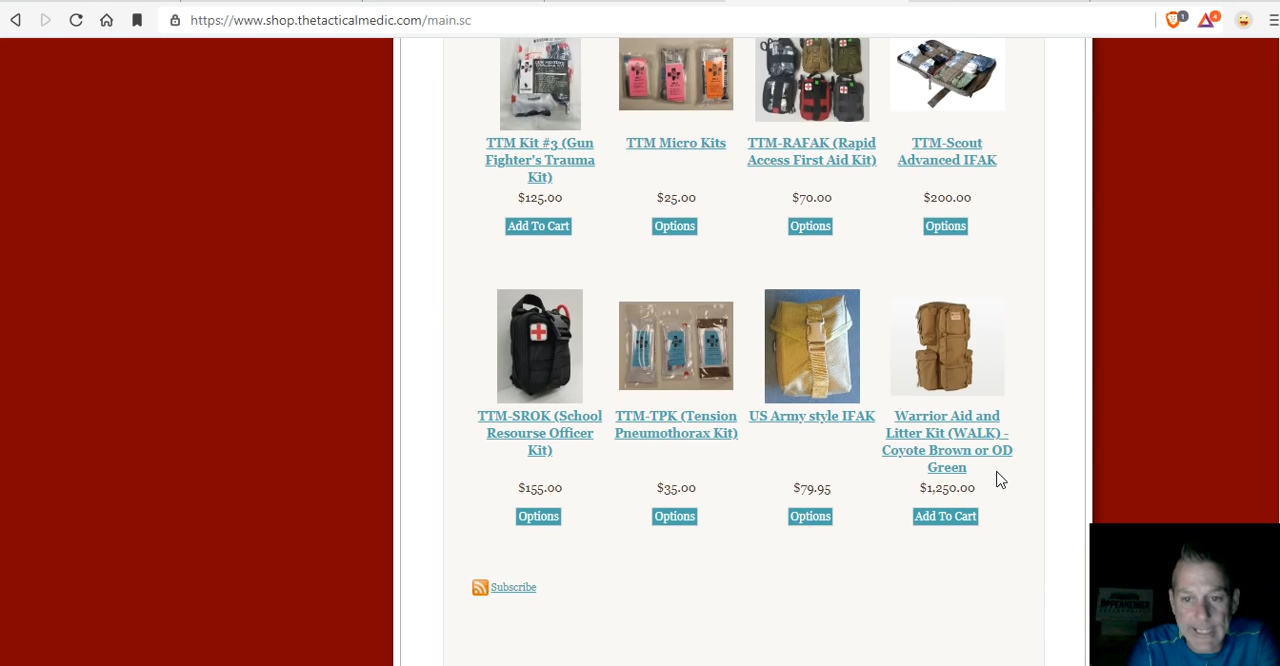 https://www.shop.thetacticalmedic.com/main.sc
1
4
TTM Kit #3 (Gun
Fighter's Trauma
Kit)
$125.00
Add To Cart
TTM Micro Kits
$25.00
Options
TTM-RAFAK (Rapid
Access First Aid Kit)
$70.00
Options
TTM-Scout
Advanced IFAK
$200.00
Options
TTM-SROK (School
Resourse Officer
Kit)
$155.00
Options
TTM-TPK (Tension
Pneumothorax Kit)
$35.00
Options
US Army style IFAK
$79.95
Options
Warrior Aid and
Litter Kit (WALK) -
Coyote Brown or OD
Green
$1,250.00
Add To Cart
Subscribe